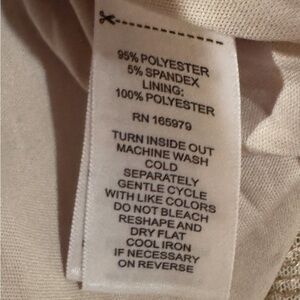 95% POLYESTER
5% SPANDEX
LINING:
100% POLYESTER
RN 165979
TURN INSIDE OUT
MACHINE WASH
COLD
SEPARATELY
GENTLE CYCLE
WITH LIKE COLORS
DO NOT BLEACH
RESHAPE AND
DRY FLAT
COOL IRON
IF NECESSARY
ON REVERSE